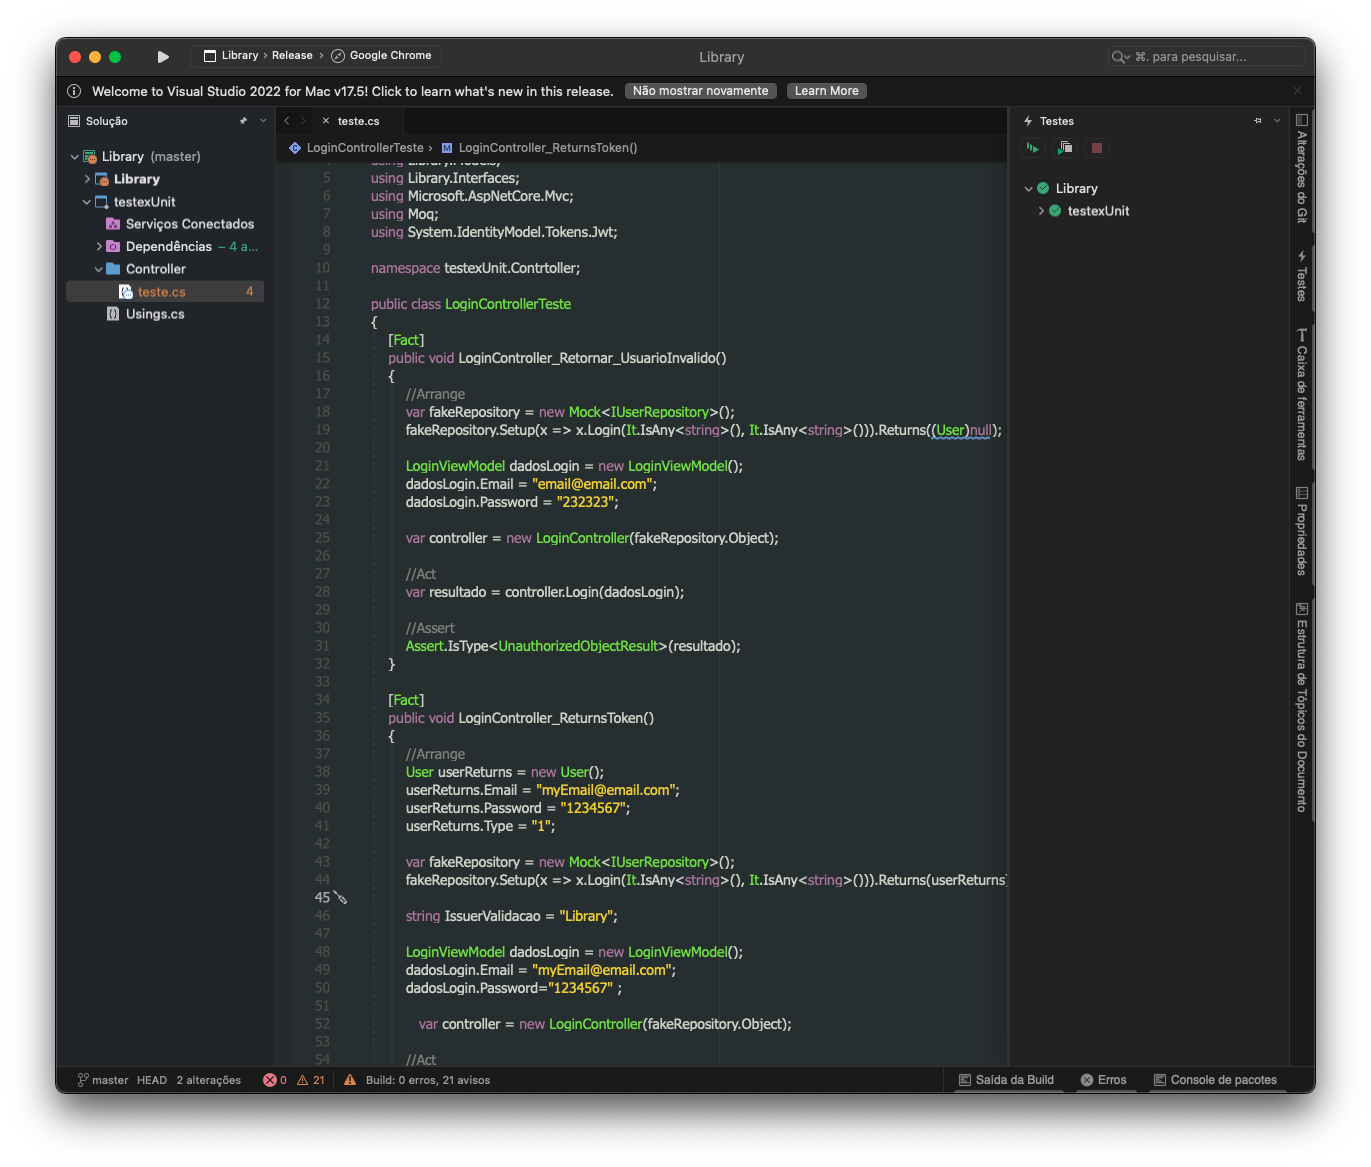 Library › Release › Google Chrome
Library
⌘. para pesquisar...
Welcome to Visual Studio 2022 for Mac v17.5! Click to learn what's new in this release.
Não mostrar novamente
Learn More
Solução
Library (master)
Library
testexUnit
Serviços Conectados
Dependências – 4 a...
Controller
teste.cs 4
Usings.cs
teste.cs
LoginControllerTeste › M LoginController_ReturnsToken()
using Library.Models;
5 using Library.Interfaces;
6 using Microsoft.AspNetCore.Mvc;
7 using Moq;
8 using System.IdentityModel.Tokens.Jwt;
9
10 namespace testexUnit.Contrtoller;
11
12 public class LoginControllerTeste
13 {
14 [Fact]
15 public void LoginController_Retornar_UsuarioInvalido()
16 {
17 //Arrange
18 var fakeRepository = new Mock<IUserRepository>();
19 fakeRepository.Setup(x => x.Login(It.IsAny<string>(), It.IsAny<string>())).Returns((User)null);
20
21 LoginViewModel dadosLogin = new LoginViewModel();
22 dadosLogin.Email = "email@email.com";
23 dadosLogin.Password = "232323";
24
25 var controller = new LoginController(fakeRepository.Object);
26
27 //Act
28 var resultado = controller.Login(dadosLogin);
29
30 //Assert
31 Assert.IsType<UnauthorizedObjectResult>(resultado);
32 }
33
34 [Fact]
35 public void LoginController_ReturnsToken()
36 {
37 //Arrange
38 User userReturns = new User();
39 userReturns.Email = "myEmail@email.com";
40 userReturns.Password = "1234567";
41 userReturns.Type = "1";
42
43 var fakeRepository = new Mock<IUserRepository>();
44 fakeRepository.Setup(x => x.Login(It.IsAny<string>(), It.IsAny<string>())).Returns(userReturns)
45
46 string IssuerValidacao = "Library";
47
48 LoginViewModel dadosLogin = new LoginViewModel();
49 dadosLogin.Email = "myEmail@email.com";
50 dadosLogin.Password="1234567" ;
51
52 var controller = new LoginController(fakeRepository.Object);
53
54 //Act
Testes
Library
testexUnit
Alterações do Git
Testes
Caixa de ferramentas
Propriedades
Estrutura de Tópicos do Documento
master HEAD 2 alterações 0 21 Build: 0 erros, 21 avisos
Saída da Build
Erros
Console de pacotes